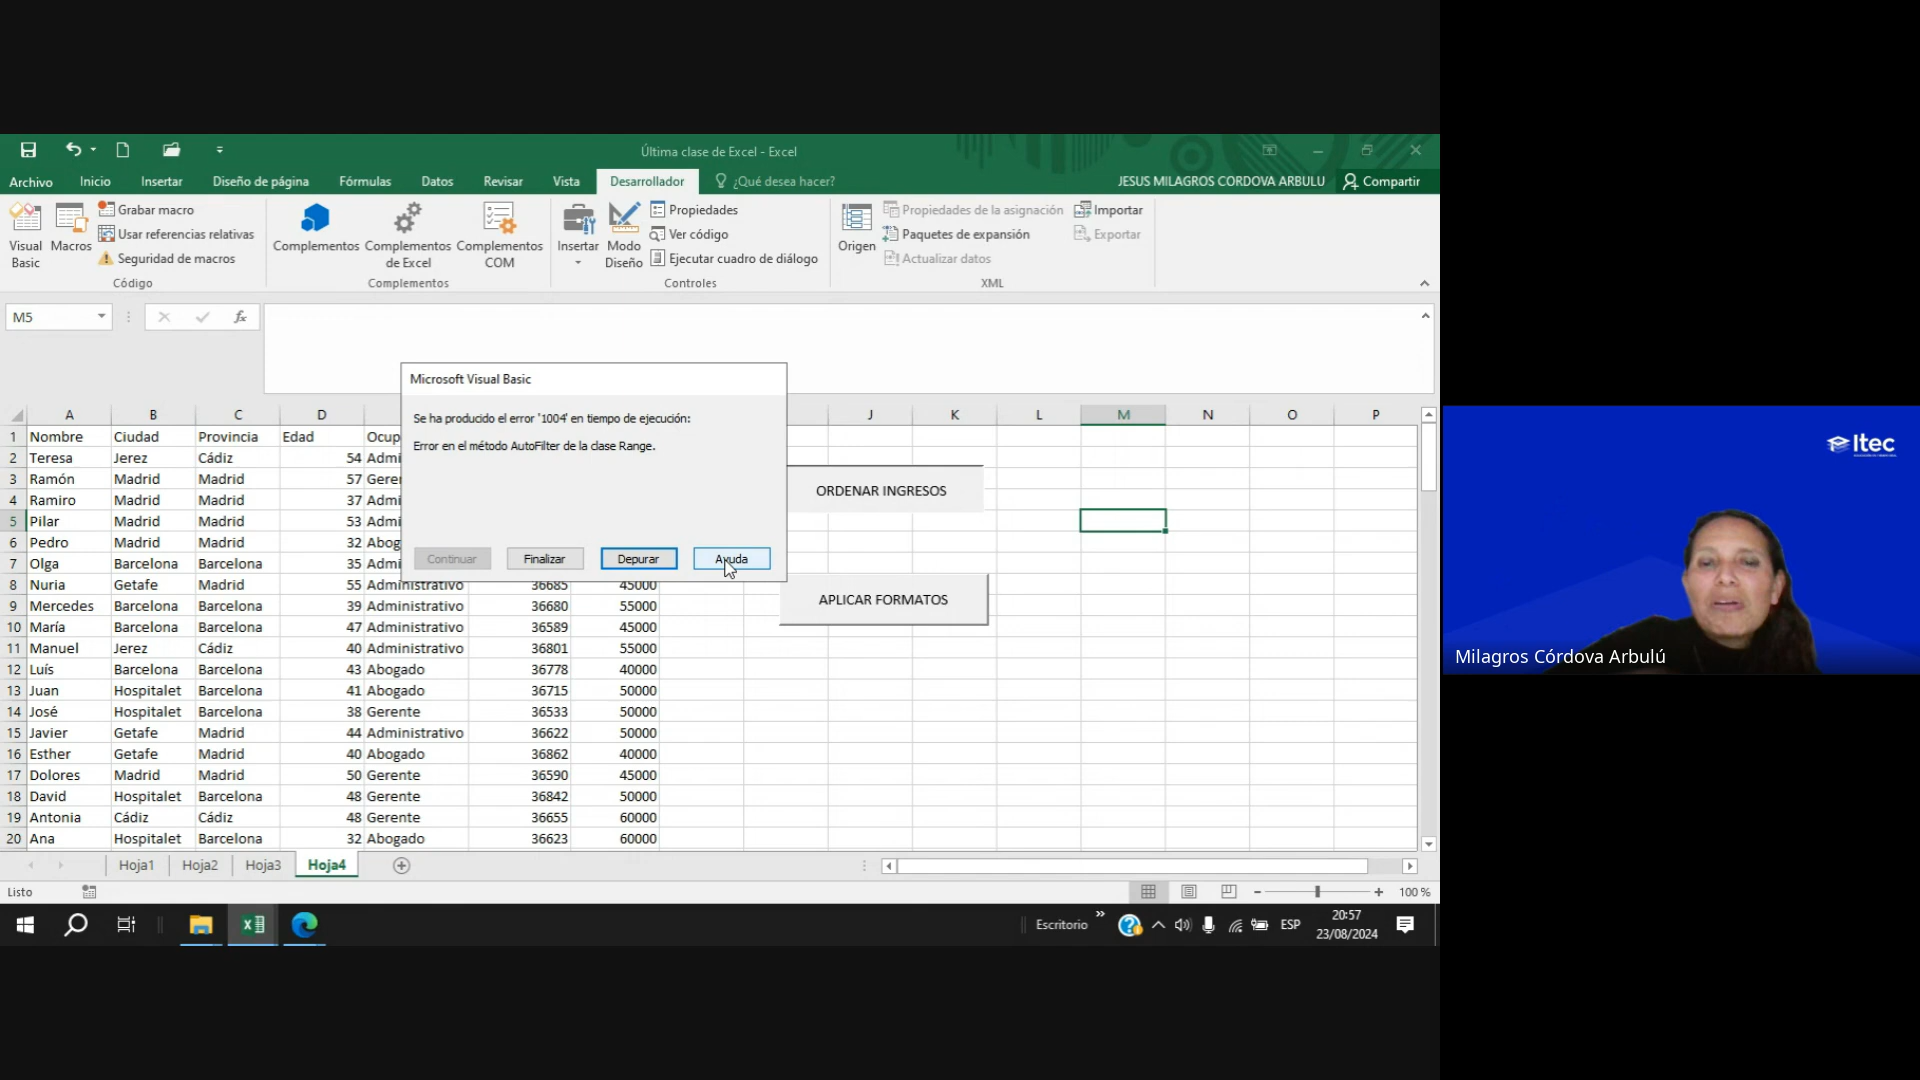 Última clase de Excel - Excel
Archivo Inicio Insertar Diseño de página Fórmulas Datos Revisar Vista Desarrollador ¿Qué desea hacer? JESUS MILAGROS CORDOVA ARBULU Compartir
Visual Basic
Macros
Grabar macro
Usar referencias relativas
Seguridad de macros
Código
Complementos
Complementos de Excel
Complementos COM
Complementos
Insertar
Modo Diseño
Propiedades
Ver código
Ejecutar cuadro de diálogo
Controles
Origen
Propiedades de la asignación
Paquetes de expansión
Actualizar datos
Importar
Exportar
XML
M5 fx
Microsoft Visual Basic
Se ha producido el error '1004' en tiempo de ejecución:
Error en el método AutoFilter de la clase Range.
Continuar Finalizar Depurar Ayuda
A B C D J K L M N O P
1 Nombre Ciudad Provincia Edad Ocup
2 Teresa Jerez Cádiz 54 Admi
3 Ramón Madrid Madrid 57 Geren
4 Ramiro Madrid Madrid 37 Admi
5 Pilar Madrid Madrid 53 Admi
6 Pedro Madrid Madrid 32 Abog
7 Olga Barcelona Barcelona 35 Admi
8 Nuria Getafe Madrid 55 Administrativo 36685 45000
9 Mercedes Barcelona Barcelona 39 Administrativo 36680 55000
10 María Barcelona Barcelona 47 Administrativo 36589 45000
11 Manuel Jerez Cádiz 40 Administrativo 36801 55000
12 Luís Barcelona Barcelona 43 Abogado 36778 40000
13 Juan Hospitalet Barcelona 41 Abogado 36715 50000
14 José Hospitalet Barcelona 38 Gerente 36533 50000
15 Javier Getafe Madrid 44 Administrativo 36622 50000
16 Esther Getafe Madrid 40 Abogado 36862 40000
17 Dolores Madrid Madrid 50 Gerente 36590 45000
18 David Hospitalet Barcelona 48 Gerente 36842 50000
19 Antonia Cádiz Cádiz 48 Gerente 36655 60000
20 Ana Hospitalet Barcelona 32 Abogado 36623 60000
ORDENAR INGRESOS
APLICAR FORMATOS
Hoja1 Hoja2 Hoja3 Hoja4
Listo 100 %
Escritorio ESP 20:57
23/08/2024
Itec
Milagros Córdova Arbulú